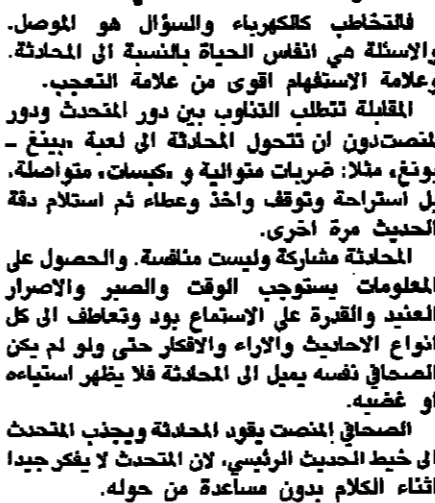 فالتخاطب كالكهرباء والسؤال هو الموصل.
والاسئلة هي انفاس الحياة بالنسبة الى المحادثة.
وعلامة الاستفهام اقوى من علامة التعجب.
المقابلة تتطلب التناوب بين دور المتحدث ودور
المنصت دون ان تتحول المحادثة الى لعبة «بينغ -
بونغ» مثلا: ضربات متوالية و «كبسات» متواصلة.
بل استراحة وتوقف واخذ وعطاء ثم استلام دفة
الحديث مرة اخرى.
المحادثة مشاركة وليست منافسة. والحصول على
المعلومات يستوجب الوقت والصبر والاصرار
العنيد والقدرة على الاستماع بود وتعاطف الى كل
انواع الاحاديث والاراء والافكار حتى ولو لم يكن
الصحافي نفسه يميل الى المحادثة فلا يظهر استياءه
او غضبه.
الصحافي المنصت يقود المحادثة ويجذب المتحدث
الى خيط الحديث الرئيسي، لان المتحدث لا يفكر جيدا
اثناء الكلام بدون مساعدة من حوله.